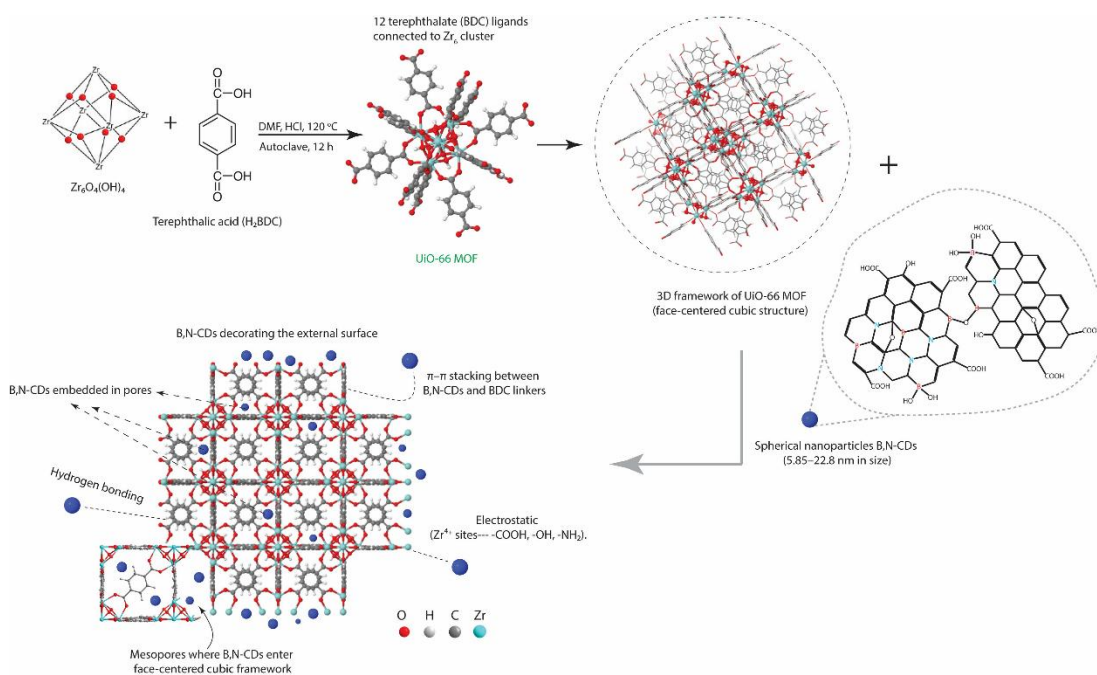 12 terephthalate (BDC) ligands
connected to Zr₆ cluster
Zr
Zr
Zr
Zr
Zr
Zr
Zr₆O₄(OH)₄
+
O
C
OH
C
O
OH
Terephthalic acid (H₂BDC)
DMF, HCl, 120 °C
Autoclave, 12 h
UiO-66 MOF
3D framework of UiO-66 MOF
(face-centered cubic structure)
+
HOOC
OH
HO
B
COOH
HOOC
OH
COOH
N
B
O
HO
O
COOH
COOH
COOH
COOH
HO
OH
Spherical nanoparticles B,N-CDs
(5.85–22.8 nm in size)
B,N-CDs decorating the external surface
B,N-CDs embedded in pores
π–π stacking between
B,N-CDs and BDC linkers
Hydrogen bonding
Electrostatic
(Zr⁴⁺ sites--- -COOH, -OH, -NH₂).
O H C Zr
Mesopores where B,N-CDs enter
face-centered cubic framework